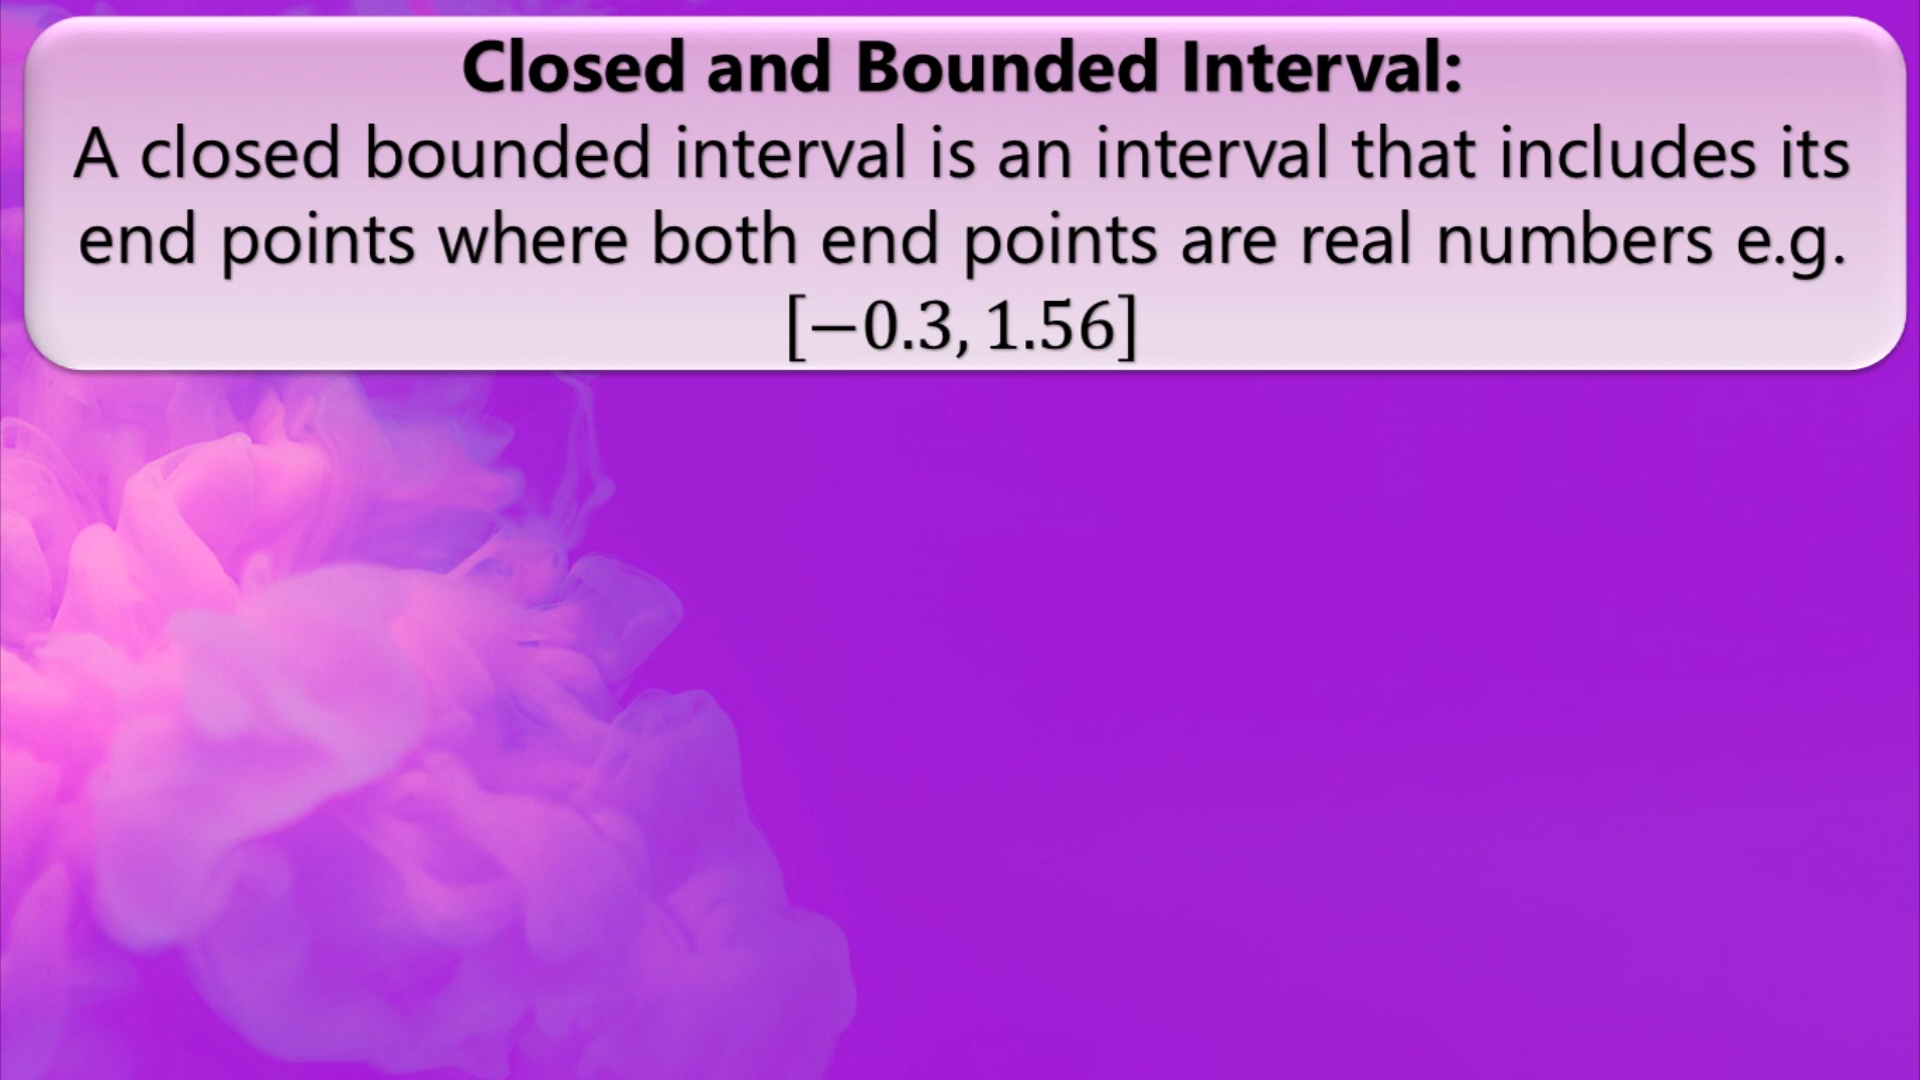 Closed and Bounded Interval:
A closed bounded interval is an interval that includes its
end points where both end points are real numbers e.g.
[−0.3, 1.56]